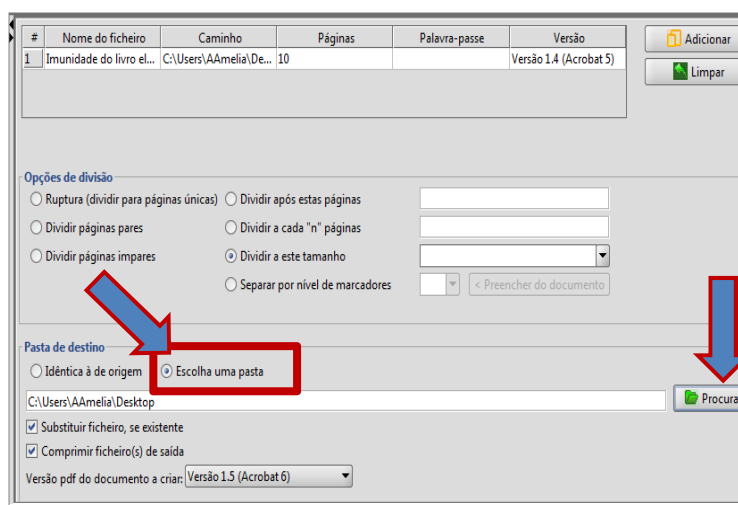 # Nome do ficheiro Caminho Páginas Palavra-passe Versão
1 Imunidade do livro el... C:\Users\AAmelia\De... 10 Versão 1.4 (Acrobat 5)
Adicionar
Limpar
Opções de divisão
Ruptura (dividir para páginas únicas) Dividir após estas páginas
Dividir páginas pares Dividir a cada "n" páginas
Dividir páginas impares Dividir a este tamanho
Separar por nível de marcadores < Preencher do documento
Pasta de destino
Idêntica à de origem Escolha uma pasta
C:\Users\AAmelia\Desktop Procura
Substituir ficheiro, se existente
Comprimir ficheiro(s) de saída
Versão pdf do documento a criar: Versão 1.5 (Acrobat 6)